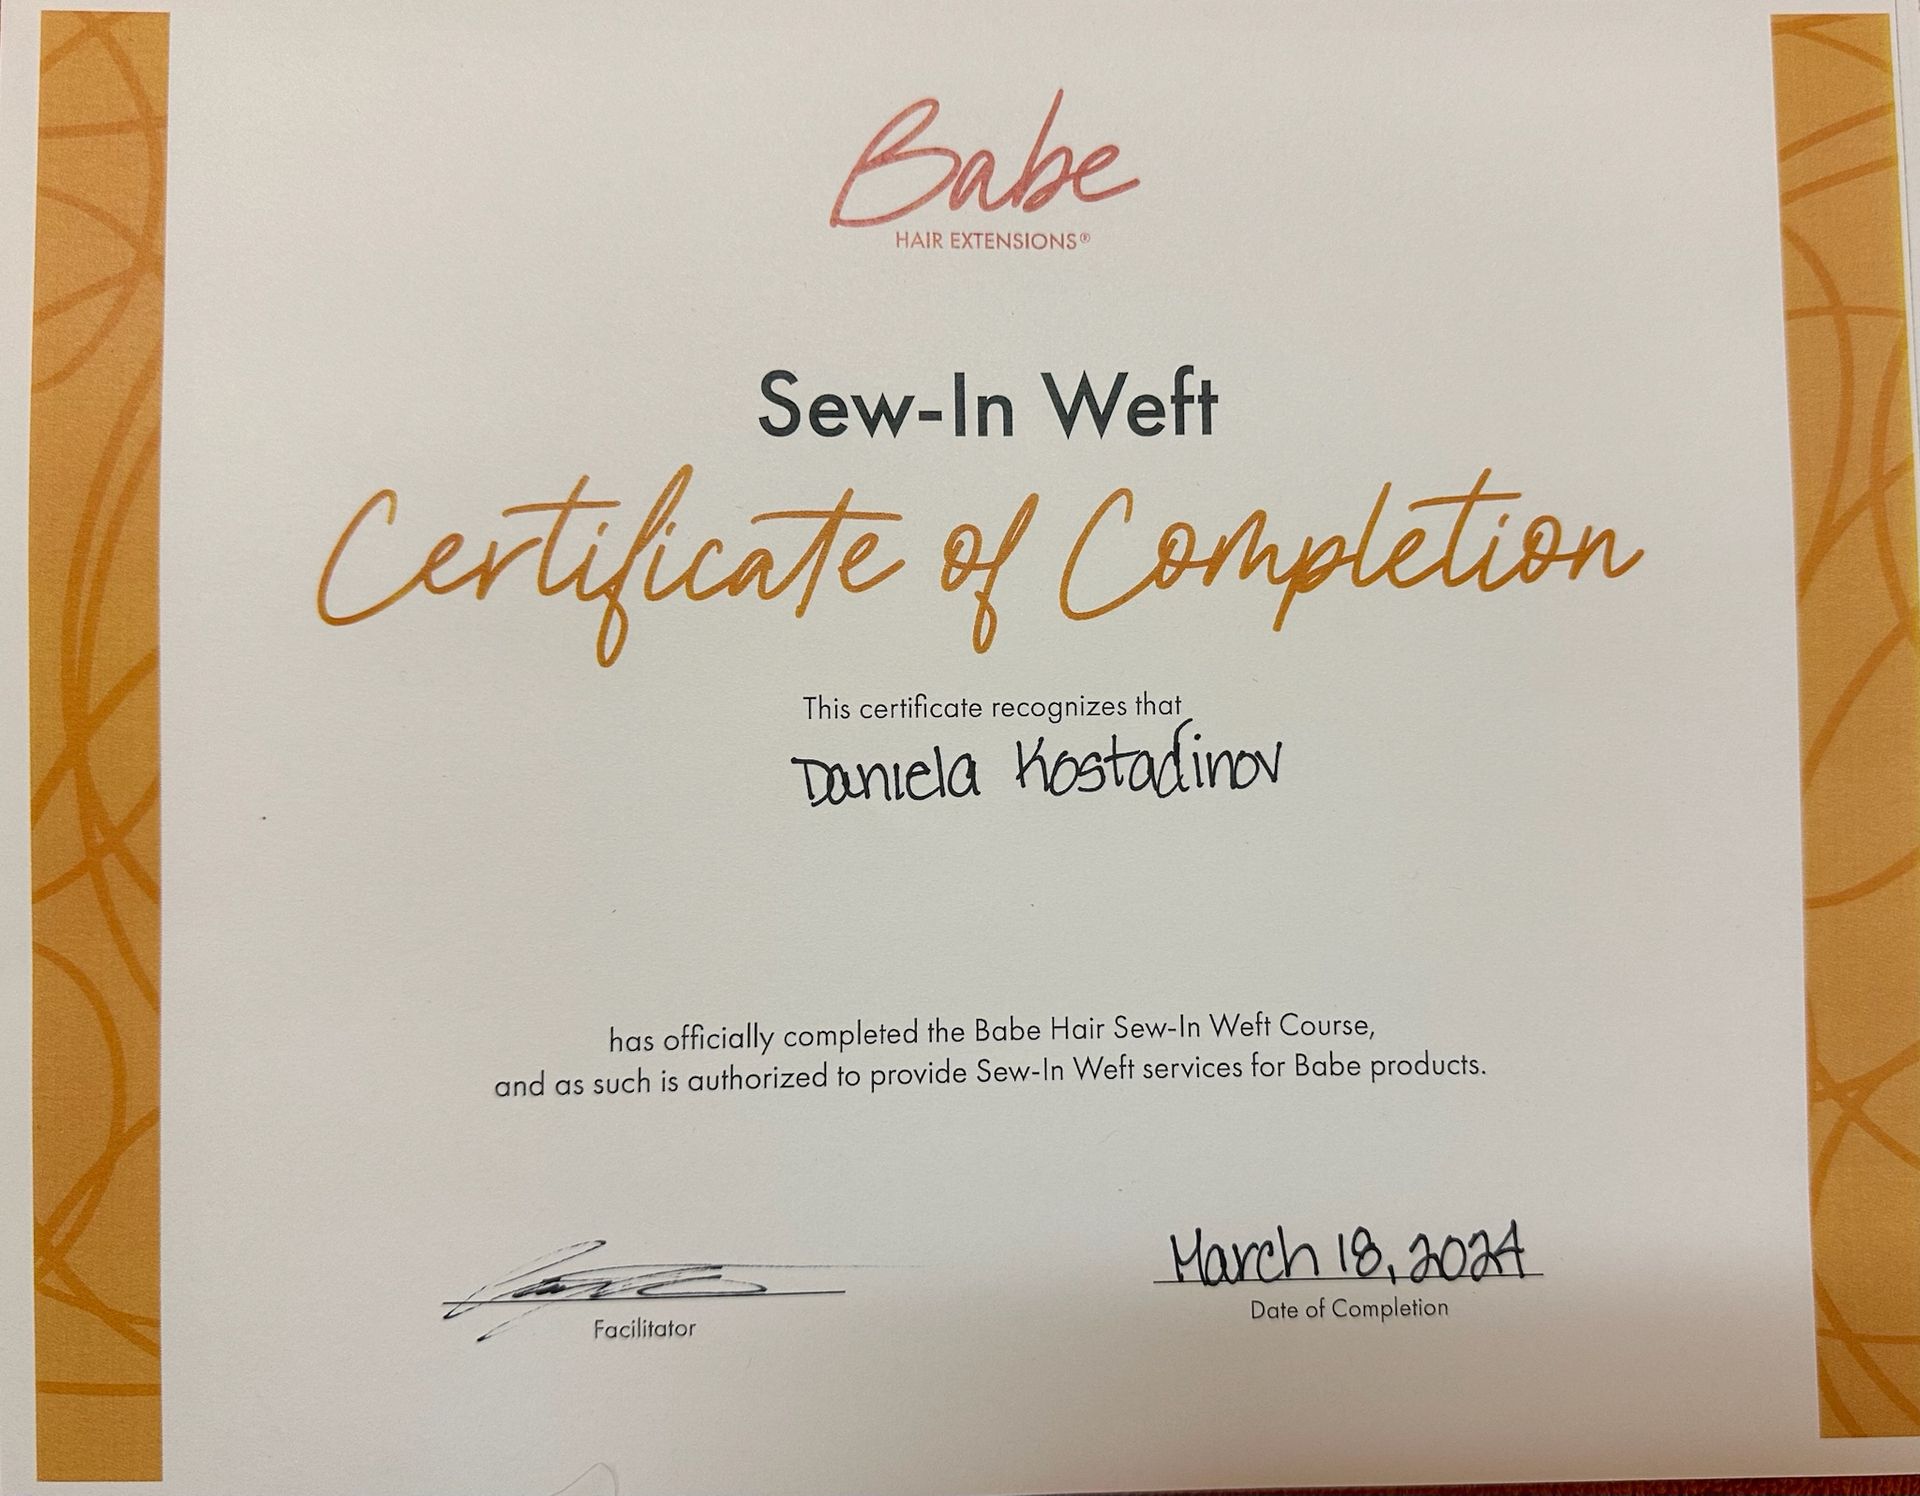 Babe
HAIR EXTENSIONS®
Sew-In Weft
Certificate of Completion
This certificate recognizes that
Daniela Kostadinov
has officially completed the Babe Hair Sew-In Weft Course,
and as such is authorized to provide Sew-In Weft services for Babe products.
March 18, 2024
Facilitator
Date of Completion